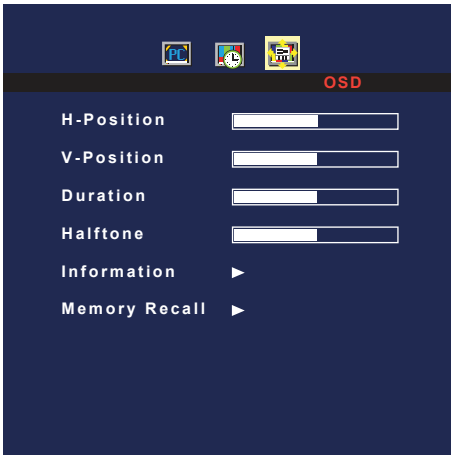 PC
OSD
H-Position
V-Position
Duration
Halftone
Information
Memory Recall